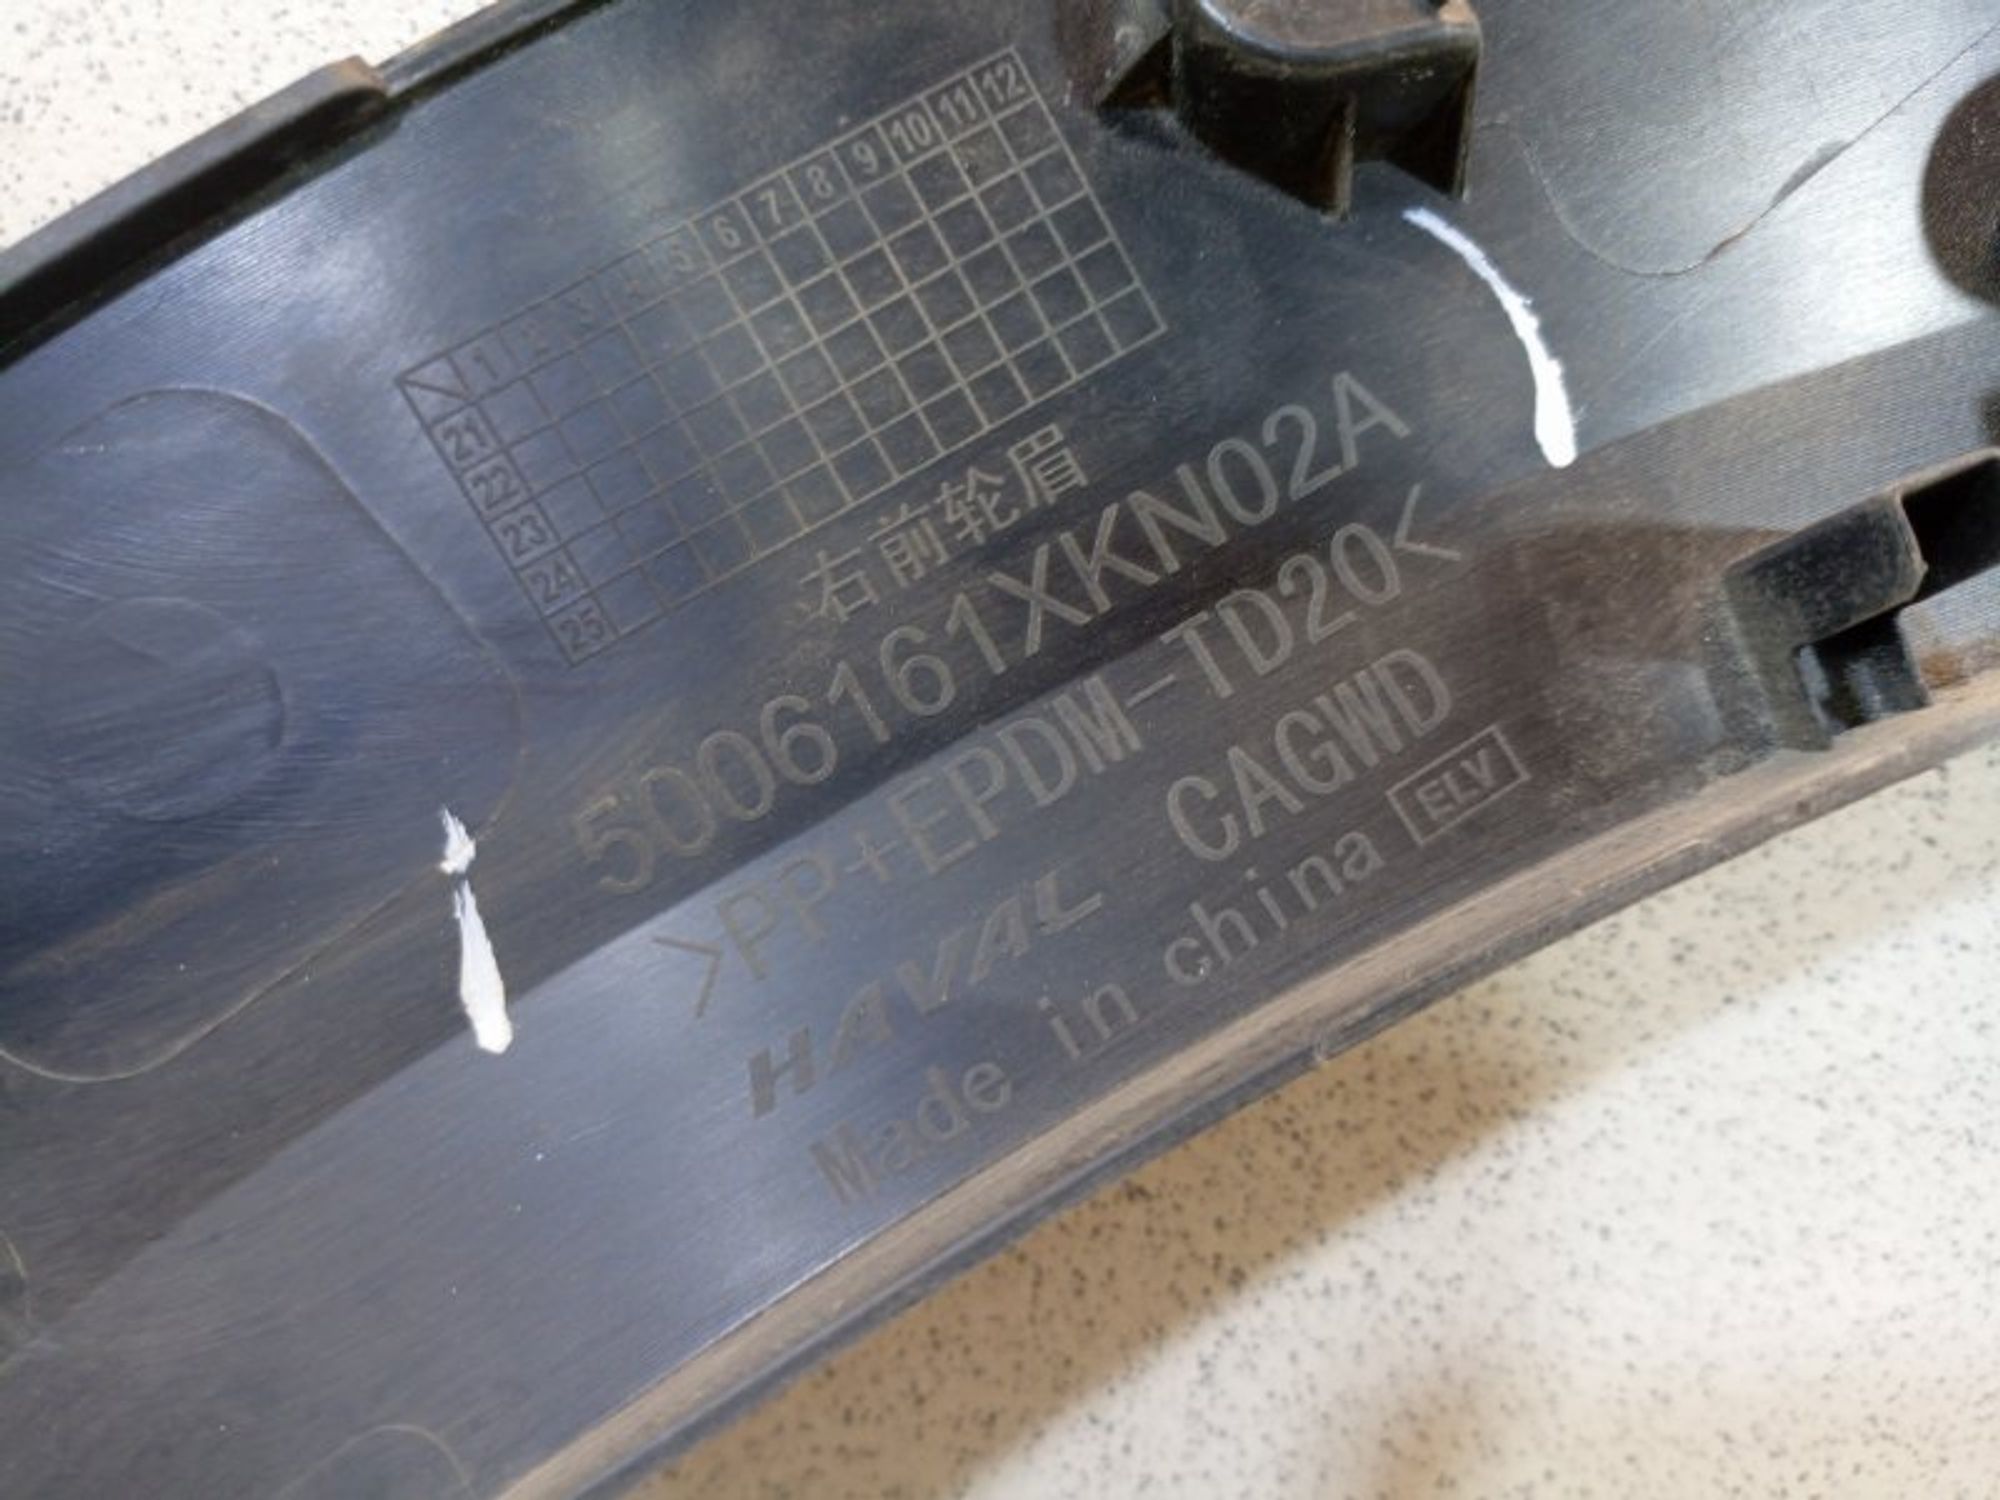 1 2 3 4 5 6 7 8 9 10 11 12
21
22
23
24
25
右前轮眉
5006161XKN02A
>PP+EPDM-TD20<
HAVAL CAGWD
Made in china ELV